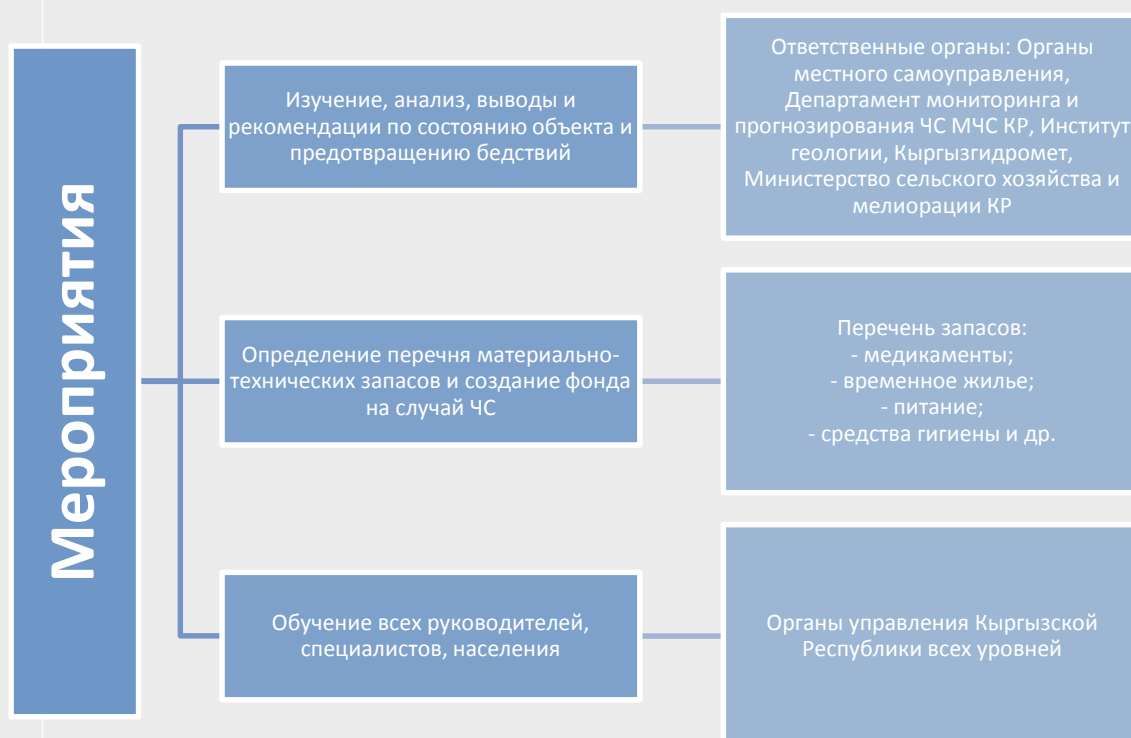 Мероприятия
Изучение, анализ, выводы и
рекомендации по состоянию объекта и
предотвращению бедствий
Ответственные органы: Органы
местного самоуправления,
Департамент мониторинга и
прогнозирования ЧС МЧС КР, Институт
геологии, Кыргызгидромет,
Министерство сельского хозяйства и
мелиорации КР
Определение перечня материально-
технических запасов и создание фонда
на случай ЧС
Перечень запасов:
- медикаменты;
- временное жилье;
- питание;
- средства гигиены и др.
Обучение всех руководителей,
специалистов, населения
Органы управления Кыргызской
Республики всех уровней